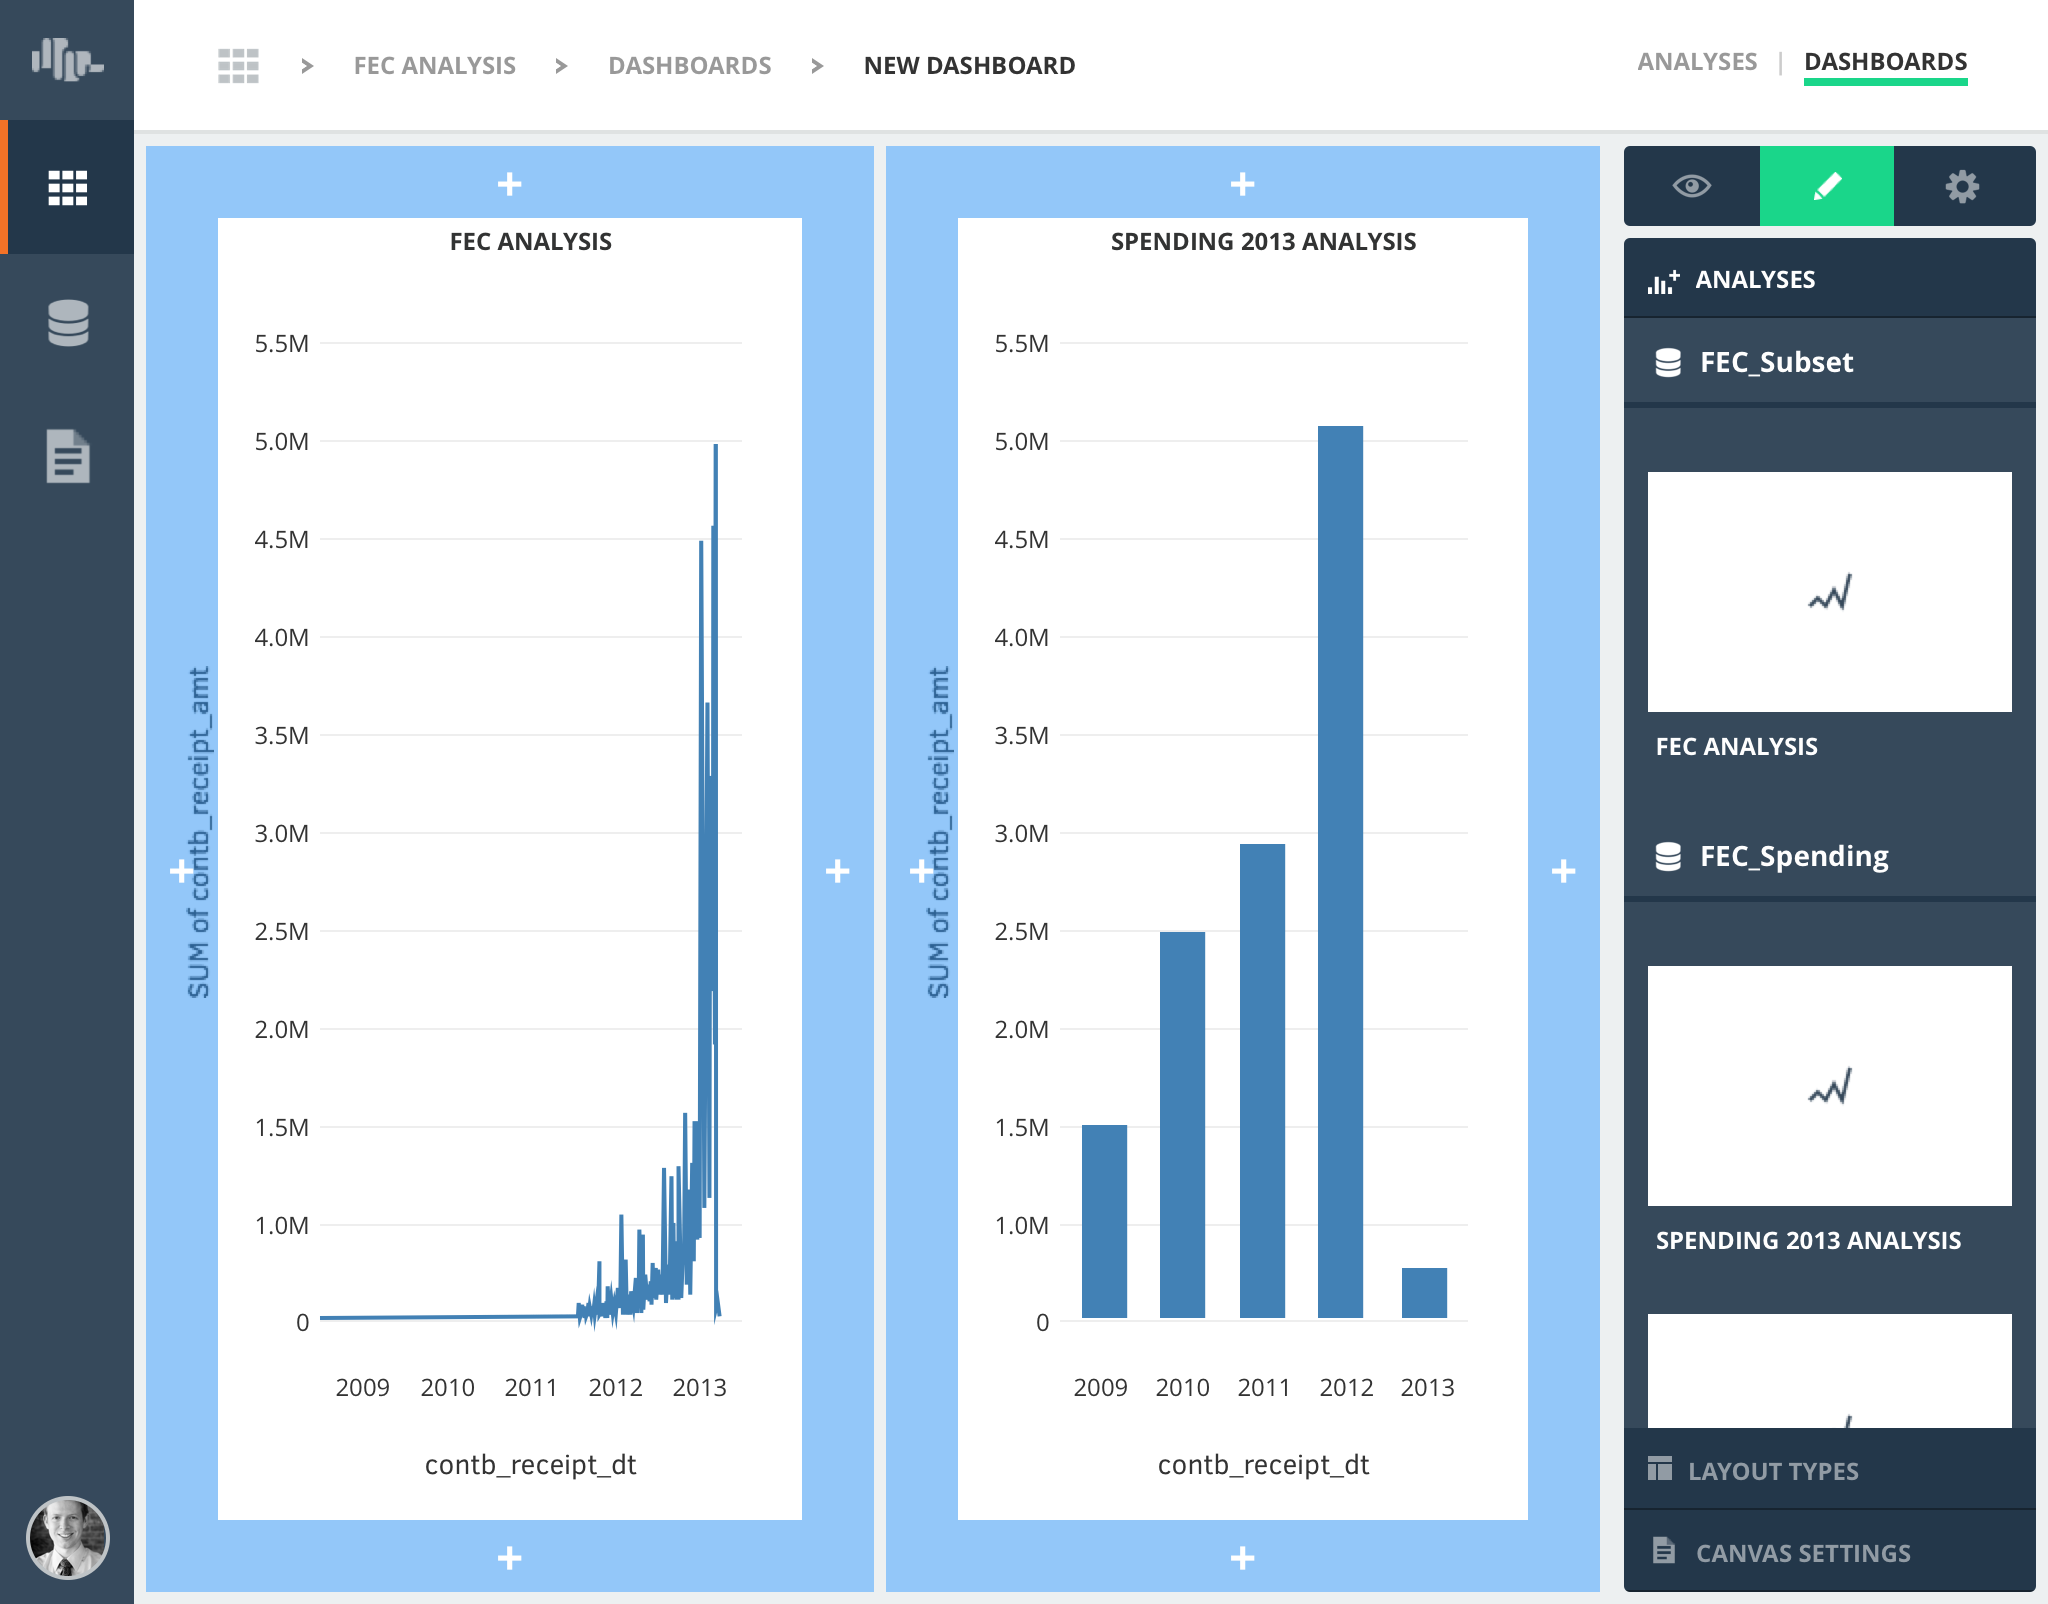 > FEC ANALYSIS > DASHBOARDS > NEW DASHBOARD
ANALYSES | DASHBOARDS
FEC ANALYSIS
5.5M
5.0M
4.5M
4.0M
3.5M
3.0M
2.5M
2.0M
1.5M
1.0M
0
SUM of contb_receipt_amt
2009 2010 2011 2012 2013
contb_receipt_dt
SPENDING 2013 ANALYSIS
5.5M
5.0M
4.5M
4.0M
3.5M
3.0M
2.5M
2.0M
1.5M
1.0M
0
SUM of contb_receipt_amt
2009 2010 2011 2012 2013
contb_receipt_dt
ANALYSES
FEC_Subset
FEC ANALYSIS
FEC_Spending
SPENDING 2013 ANALYSIS
LAYOUT TYPES
CANVAS SETTINGS